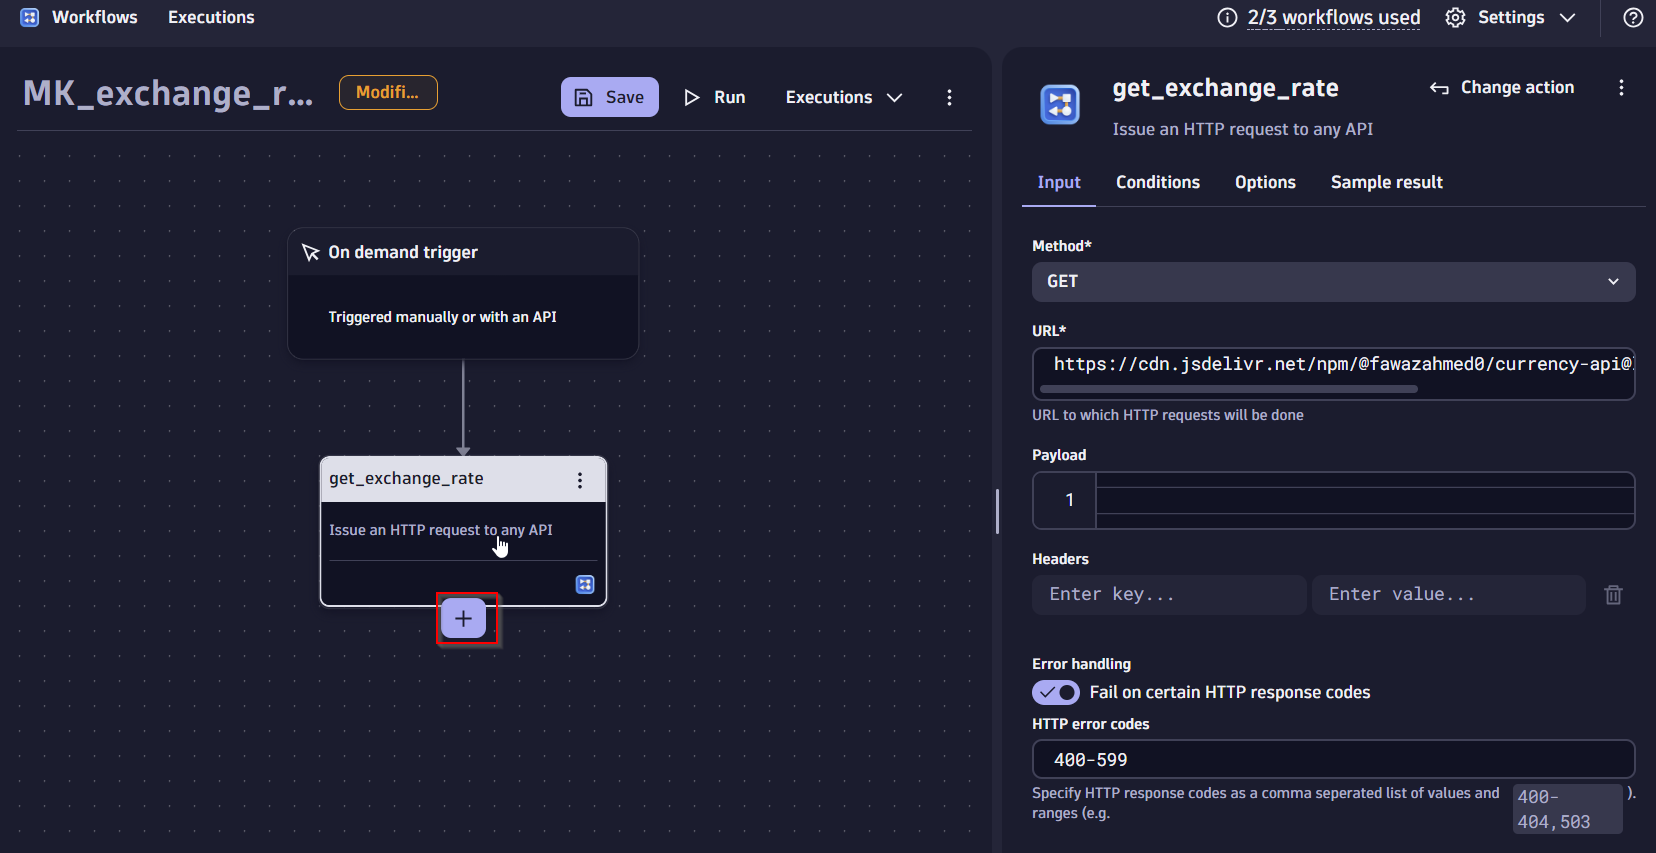 Workflows Executions 2/3 workflows used Settings
MK_exchange_r... Modifi... Save Run Executions
On demand trigger
Triggered manually or with an API
get_exchange_rate
Issue an HTTP request to any API
+
get_exchange_rate Change action
Issue an HTTP request to any API
Input Conditions Options Sample result
Method*
GET
URL*
https://cdn.jsdelivr.net/npm/@fawazahmed0/currency-api@
URL to which HTTP requests will be done
Payload
1
Headers
Enter key... Enter value...
Error handling
Fail on certain HTTP response codes
HTTP error codes
400-599
Specify HTTP response codes as a comma seperated list of values and
ranges (e.g. 400-
404,503 ).